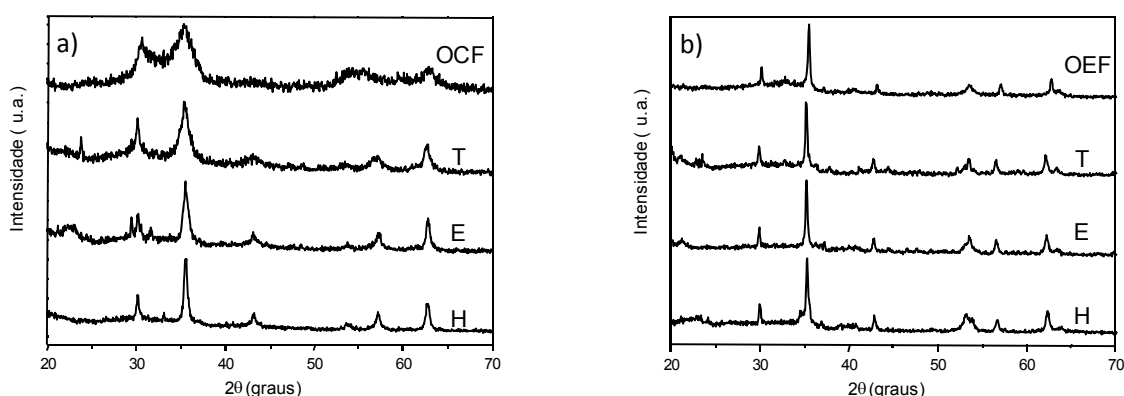 a)
OCF
T
E
H
Intensidade ( u.a.)
20 30 40 50 60 70
2θ (graus)
b)
OEF
T
E
H
Intensidade ( u.a.)
20 30 40 50 60 70
2θ (graus)